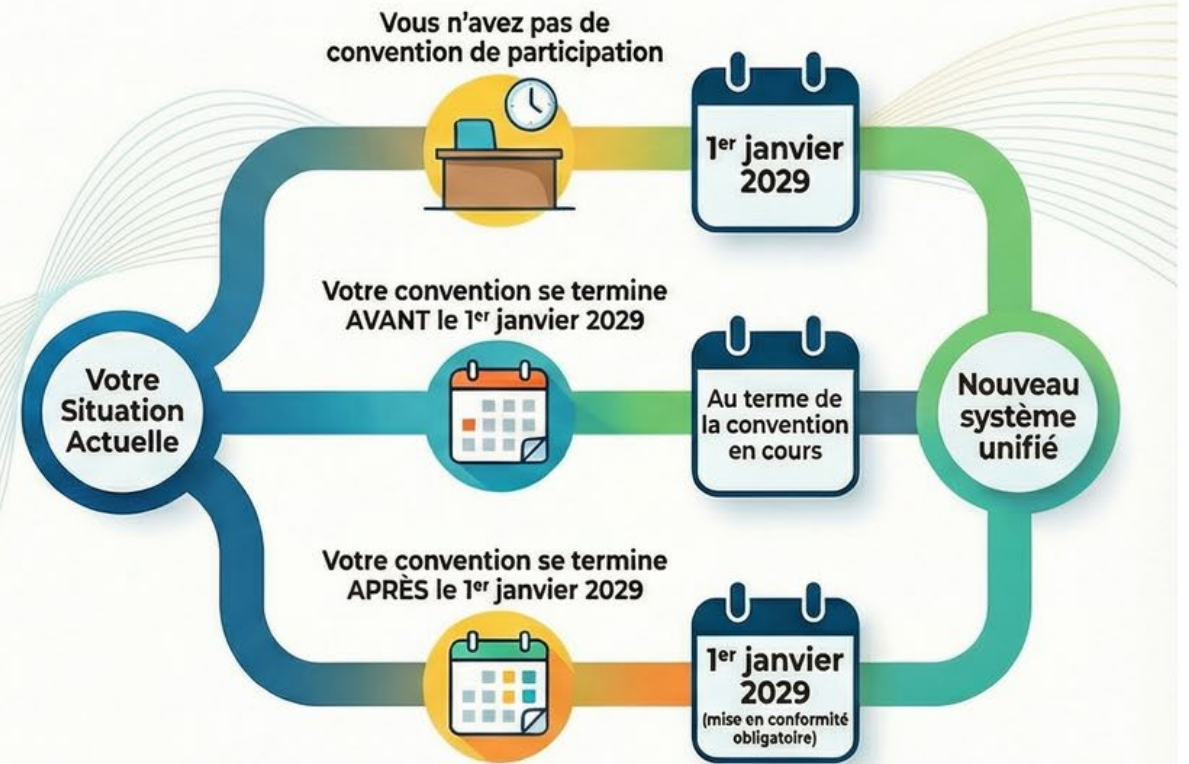 Vous n’avez pas de
convention de participation
1er janvier
2029
Votre convention se termine
AVANT le 1er janvier 2029
Votre
Situation
Actuelle
Au terme de
la convention
en cours
Nouveau
système
unifié
Votre convention se termine
APRÈS le 1er janvier 2029
1er janvier
2029
(mise en conformité
obligatoire)